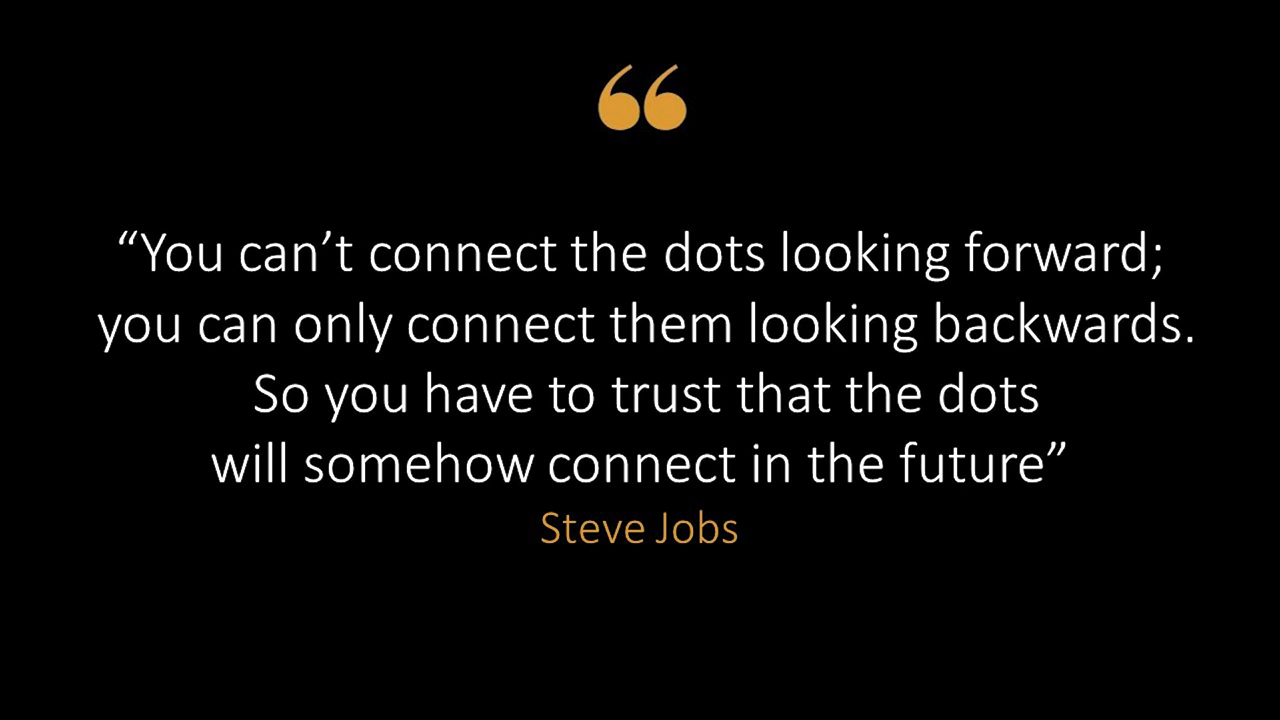 “
“You can’t connect the dots looking forward;
you can only connect them looking backwards.
So you have to trust that the dots
will somehow connect in the future”
Steve Jobs